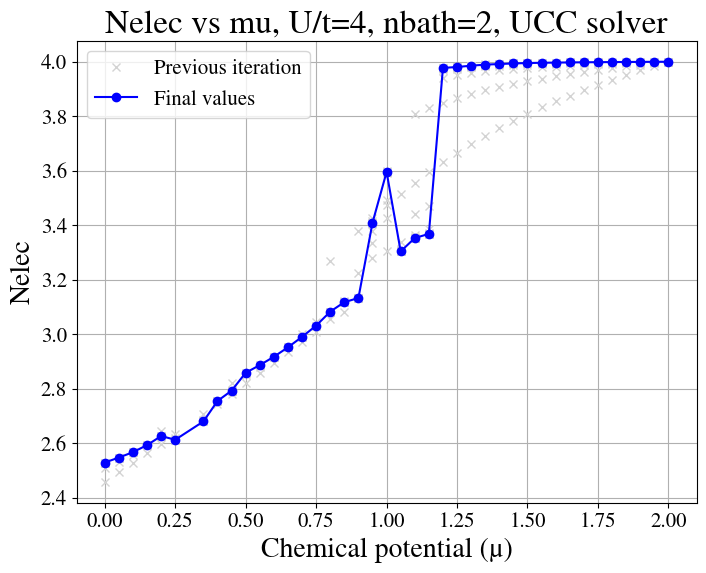 Nelec vs mu, U/t=4, nbath=2, UCC solver
Previous iteration
Final values
Nelec
4.0
3.8
3.6
3.4
3.2
3.0
2.8
2.6
2.4
0.00 0.25 0.50 0.75 1.00 1.25 1.50 1.75 2.00
Chemical potential (µ)